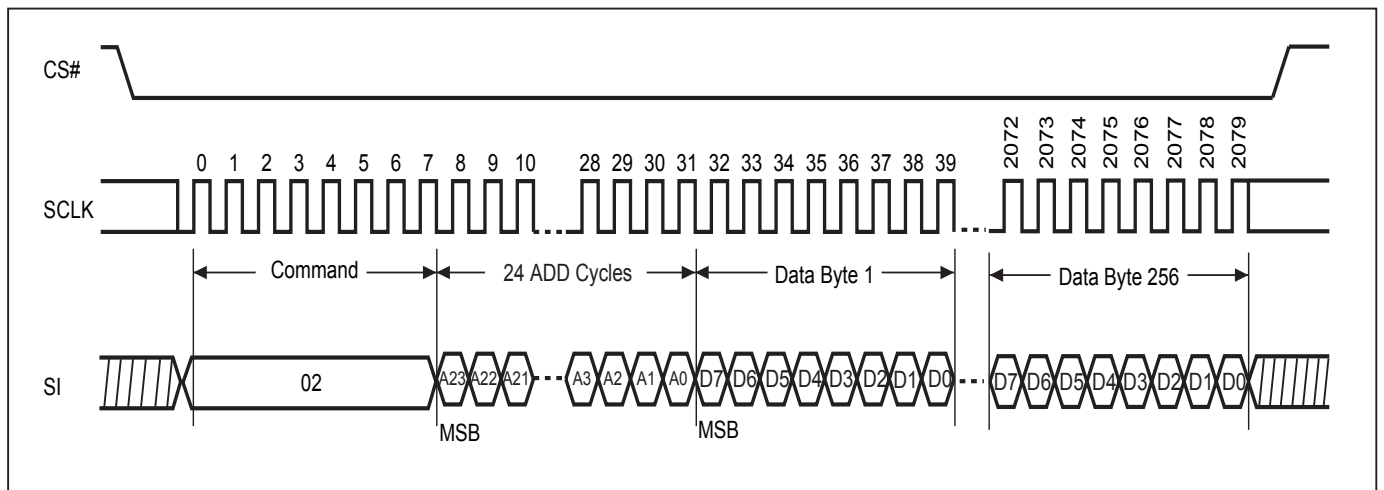 CS#
2072 2073 2074 2075 2076 2077 2078 2079
0 1 2 3 4 5 6 7 8 9 10 28 29 30 31 32 33 34 35 36 37 38 39
SCLK
Command 24 ADD Cycles Data Byte 1 Data Byte 256
SI 02 A23 A22 A21 A3 A2 A1 A0 D7 D6 D5 D4 D3 D2 D1 D0 D7 D6 D5 D4 D3 D2 D1 D0
MSB MSB